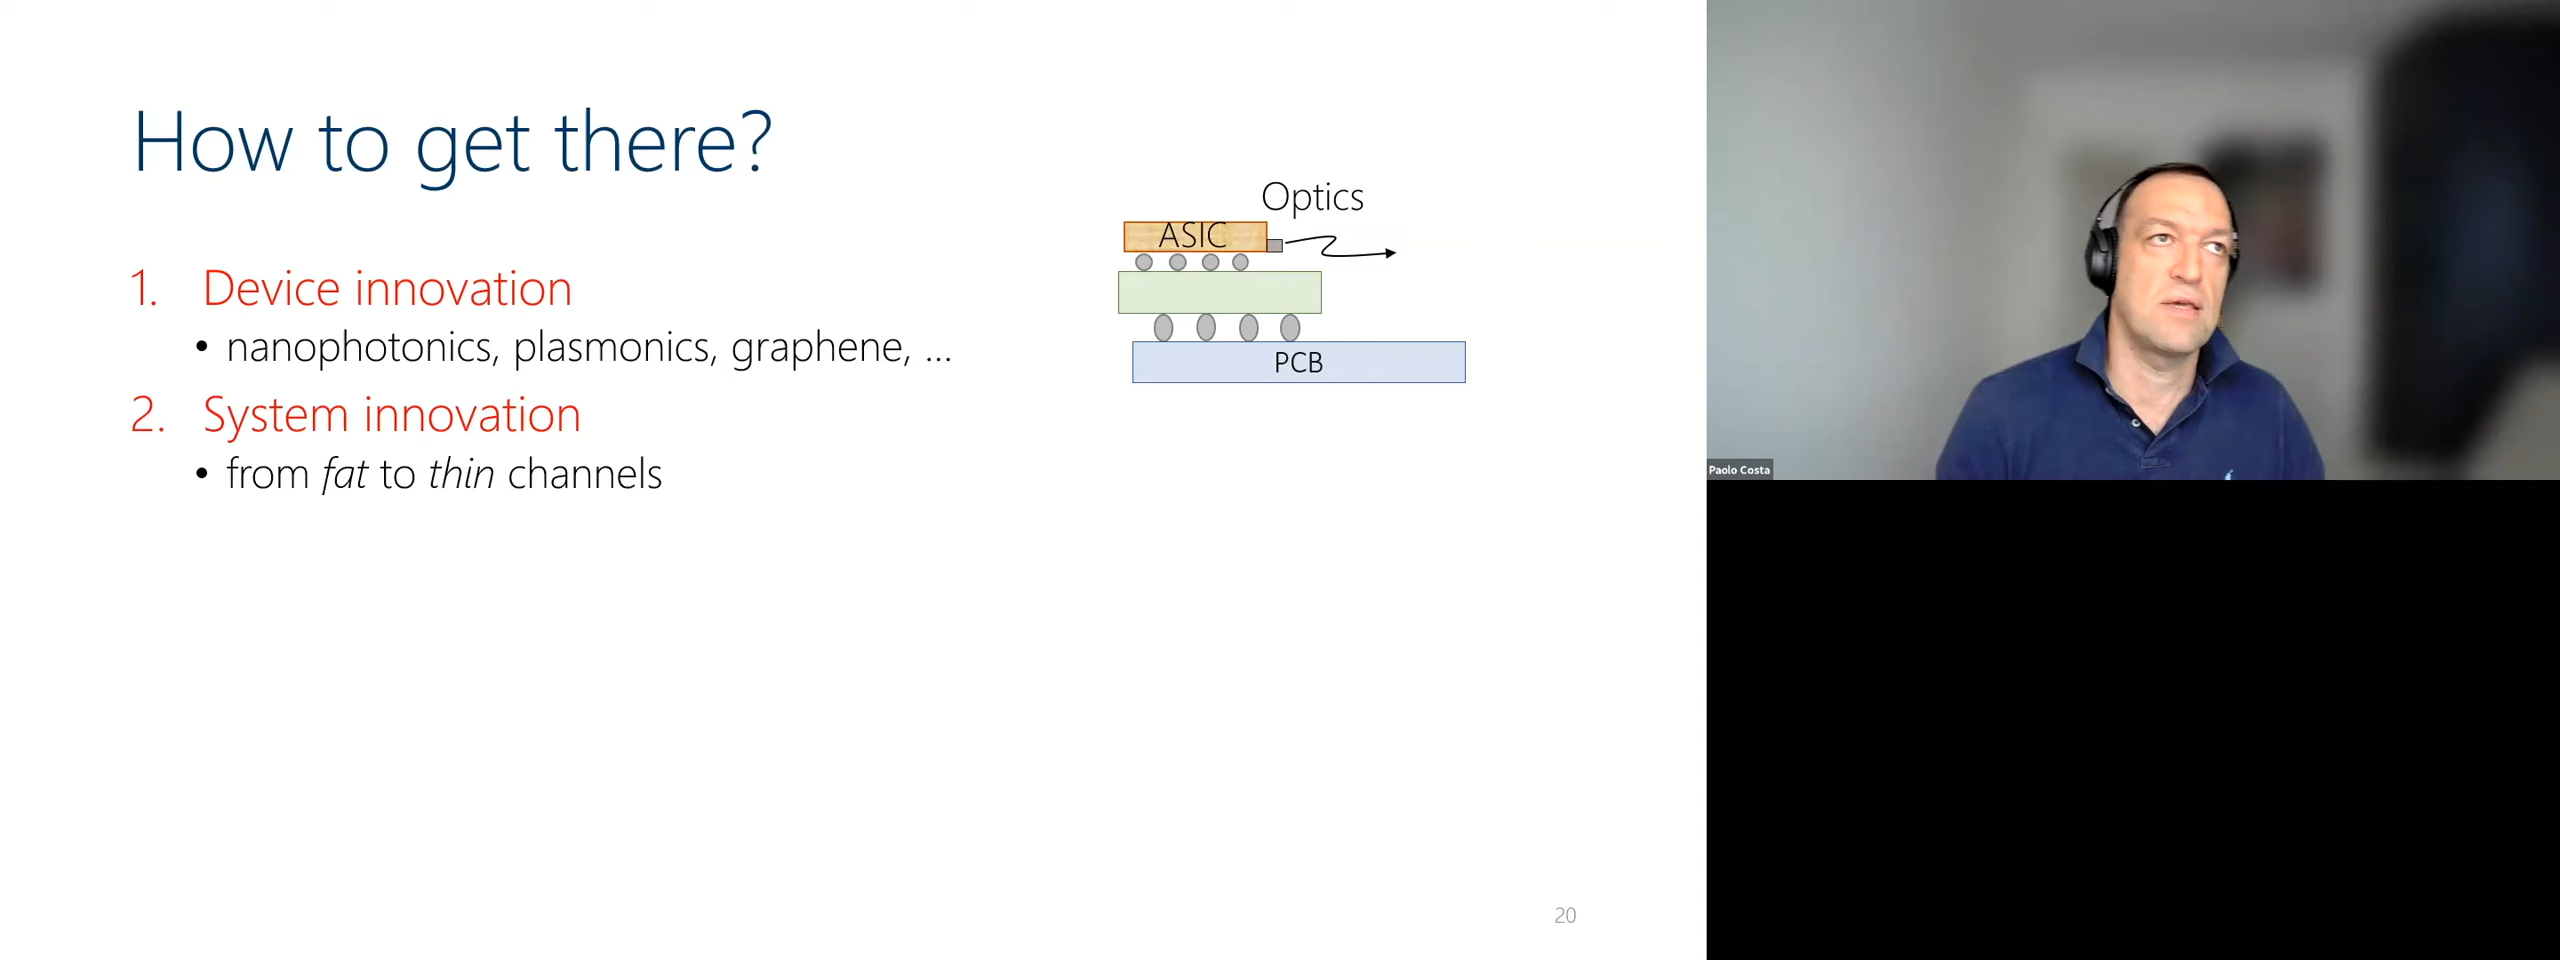 How to get there?
1. Device innovation
• nanophotonics, plasmonics, graphene, ...
2. System innovation
• from fat to thin channels
Optics
ASIC
PCB
20
Paolo Costa